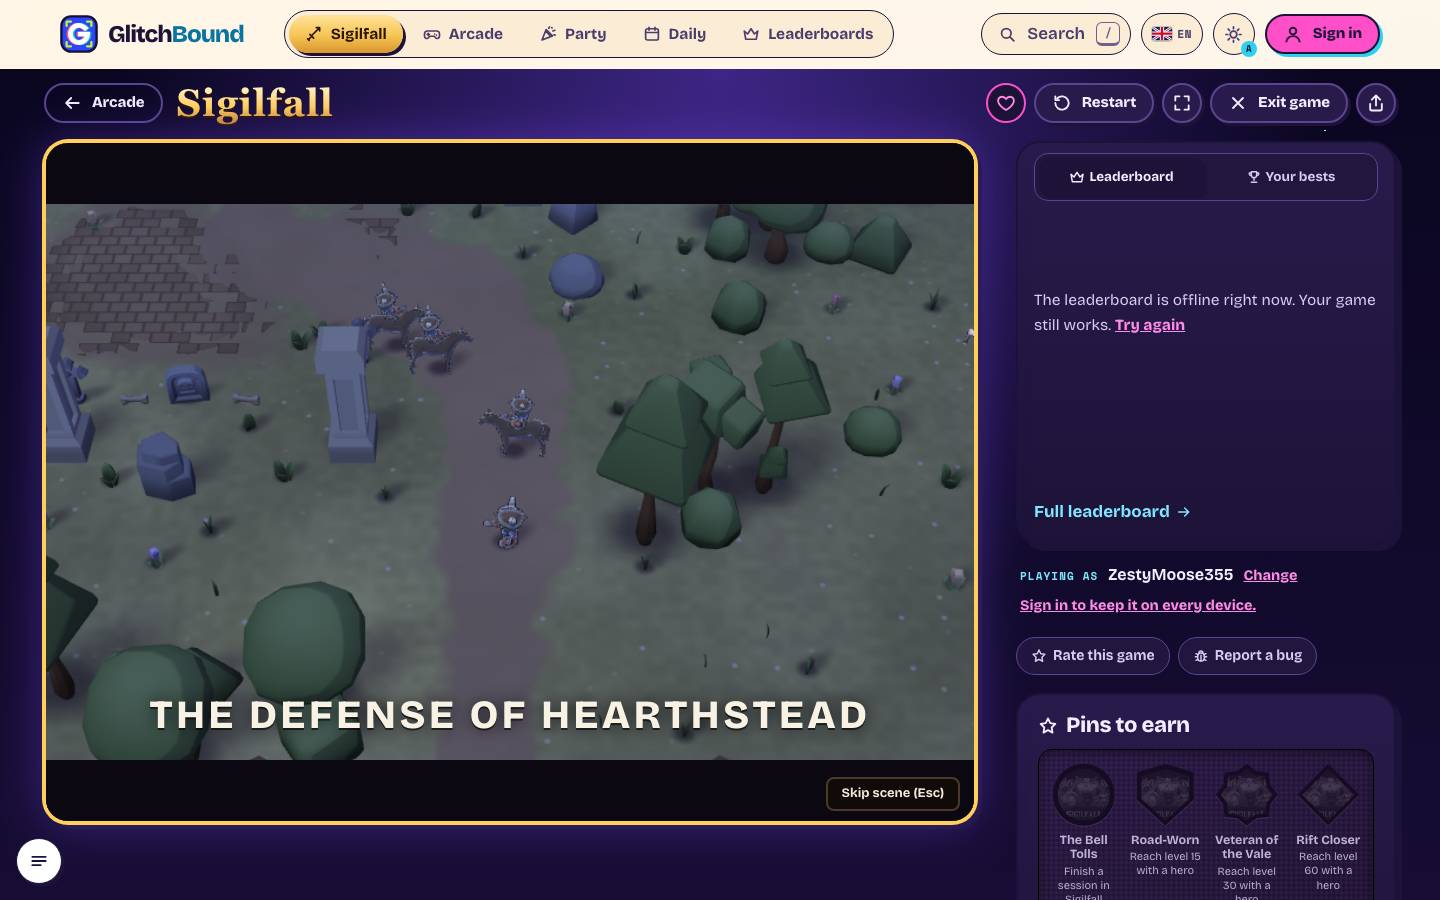 GlitchBound
Sigilfall
Arcade
Party
Daily
Leaderboards
Search /
EN
A
Sign in
Arcade
Sigilfall
Restart
Exit game
Leaderboard
Your bests
The leaderboard is offline right now. Your game
still works. Try again
Full leaderboard →
PLAYING AS ZestyMoose355 Change
Sign in to keep it on every device.
Rate this game
Report a bug
THE DEFENSE OF HEARTHSTEAD
Skip scene (Esc)
Pins to earn
The Bell
Tolls
Finish a
session in
Sigilfall
Road-Worn
Reach level 15
with a hero
Veteran of
the Vale
Reach level
30 with a
hero
Rift Closer
Reach level
60 with a
hero